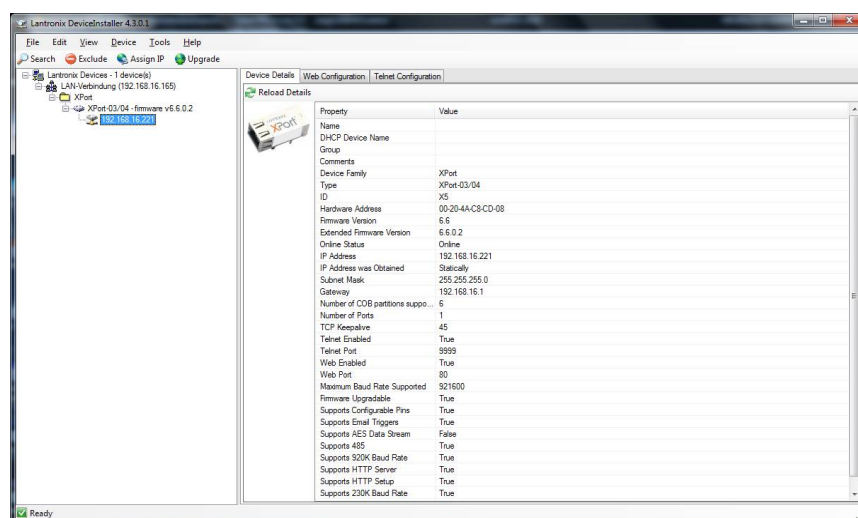 Lantronix DeviceInstaller 4.3.0.1
File Edit View Device Tools Help
Search Exclude Assign IP Upgrade
Lantronix Devices - 1 device(s)
LAN-Verbindung (192.168.16.165)
XPort
XPort-03/04 - firmware v6.6.0.2
192.168.16.221
Device Details Web Configuration Telnet Configuration
Reload Details
XPort
Property Value
Name
DHCP Device Name
Group
Comments
Device Family XPort
Type XPort-03/04
ID X5
Hardware Address 00-20-4A-C8-CD-08
Firmware Version 6.6
Extended Firmware Version 6.6.0.2
Online Status Online
IP Address 192.168.16.221
IP Address was Obtained Statically
Subnet Mask 255.255.255.0
Gateway 192.168.16.1
Number of COB partitions suppo... 6
Number of Ports 1
TCP Keepalive 45
Telnet Enabled True
Telnet Port 9999
Web Enabled True
Web Port 80
Maximum Baud Rate Supported 921600
Firmware Upgradable True
Supports Configurable Pins True
Supports Email Triggers True
Supports AES Data Stream False
Supports 485 True
Supports 920K Baud Rate True
Supports HTTP Server True
Supports HTTP Setup True
Supports 230K Baud Rate True
Ready